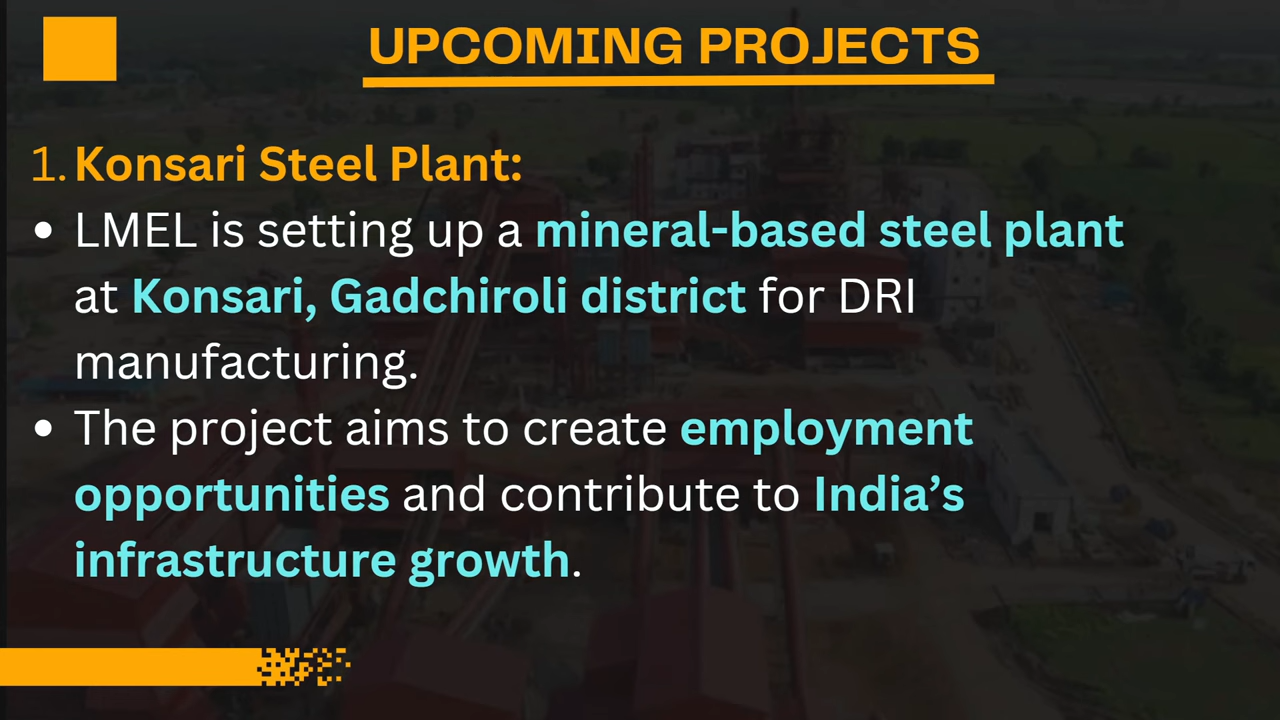 UPCOMING PROJECTS
1. Konsari Steel Plant:
• LMEL is setting up a mineral-based steel plant
at Konsari, Gadchiroli district for DRI
manufacturing.
• The project aims to create employment
opportunities and contribute to India’s
infrastructure growth.